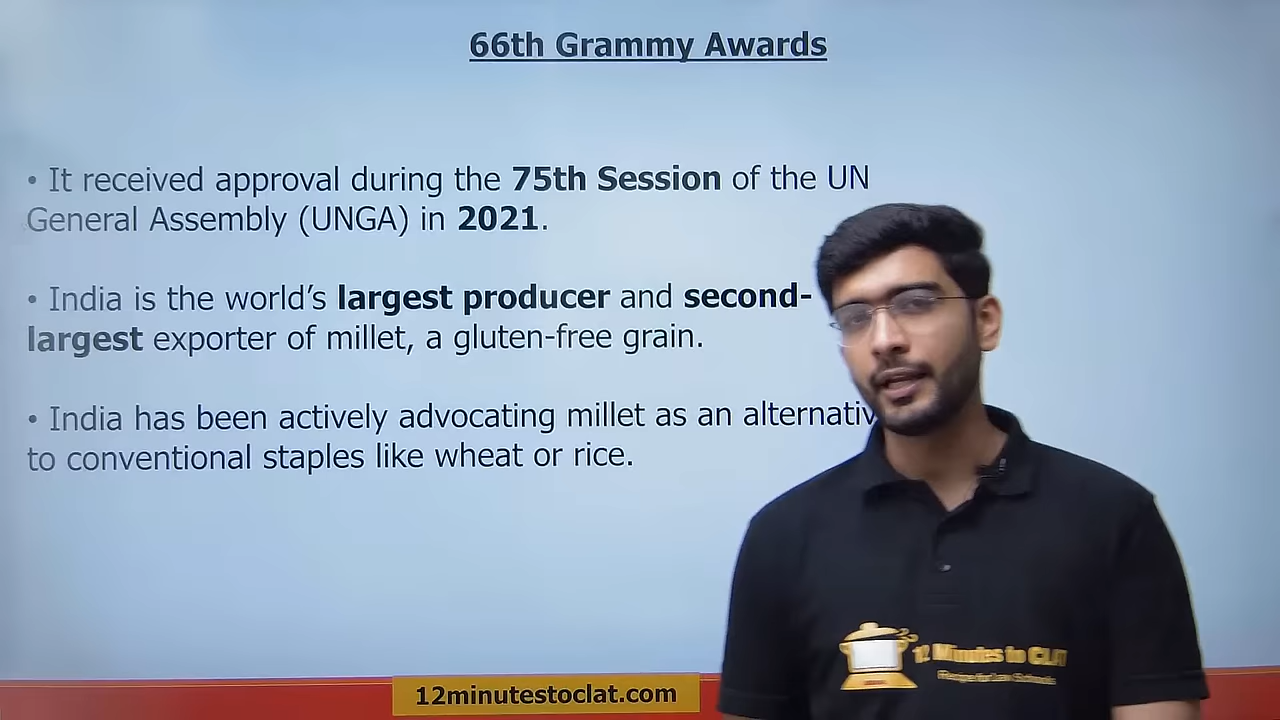 66th Grammy Awards
• It received approval during the 75th Session of the UN
General Assembly (UNGA) in 2021.
• India is the world’s largest producer and second-
largest exporter of millet, a gluten-free grain.
• India has been actively advocating millet as an alternativ
to conventional staples like wheat or rice.
12 Minutes to CLAT
12minutestoclat.com